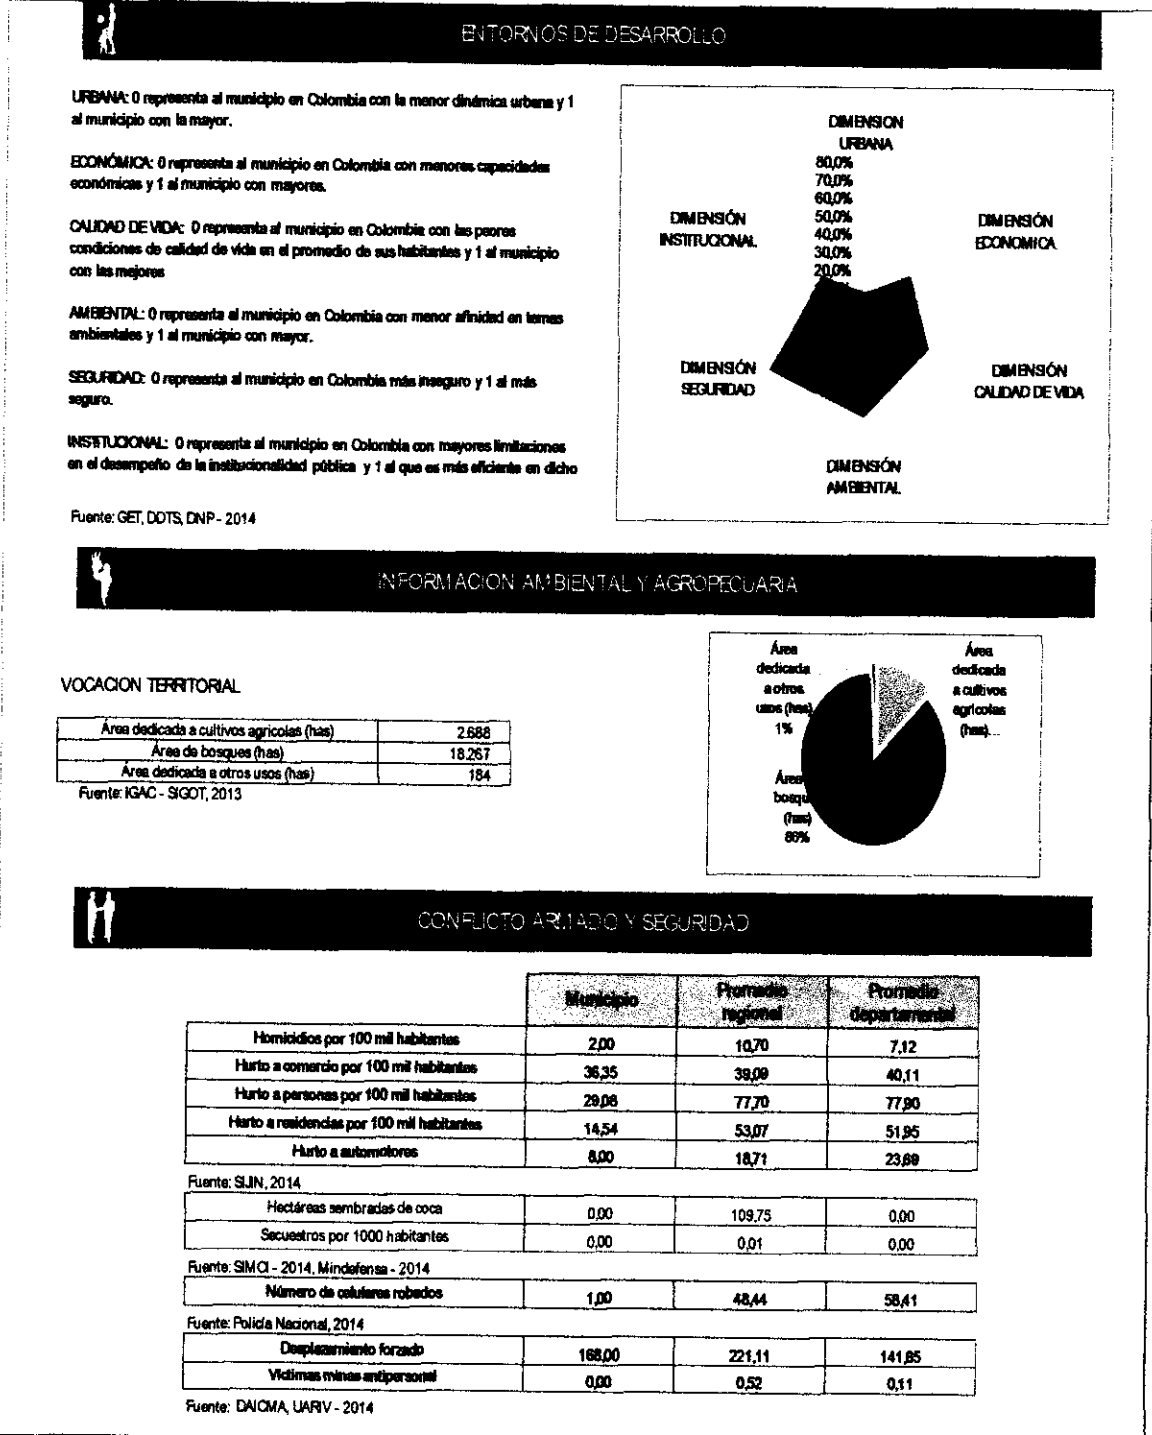 ENTORNOS DE DESARROLLO
URBANA: 0 representa al municipio en Colombia con la menor dinámica urbana y 1
al municipio con la mayor.
ECONÓMICA: 0 representa al municipio en Colombia con menores capacidades
económicas y 1 al municipio con mayores.
CALIDAD DE VIDA: 0 representa al municipio en Colombia con las peores
condiciones de calidad de vida en el promedio de sus habitantes y 1 al municipio
con las mejores
AMBIENTAL: 0 representa al municipio en Colombia con menor afinidad en temas
ambientales y 1 al municipio con mayor.
SEGURIDAD: 0 representa al municipio en Colombia más inseguro y 1 al más
seguro.
INSTITUCIONAL: 0 representa al municipio en Colombia con mayores limitaciones
en el desempeño de la institucionalidad pública y 1 al que es más eficiente en dicho
Fuente: GET, DDTS, DNP - 2014
DIMENSION
URBANA
80,0%
70,0%
60,0%
50,0%
40,0%
30,0%
20,0%
DIMENSIÓN
INSTITUCIONAL
DIMENSIÓN
ECONOMICA
DIMENSIÓN
SEGURIDAD
DIMENSIÓN
CALIDAD DE VIDA
DIMENSIÓN
AMBIENTAL
INFORMACION AMBIENTAL Y AGROPECUARIA
VOCACION TERRITORIAL
Área dedicada a cultivos agricolas (has) 2.688
Área de bosques (has) 18.267
Área dedicada a otros usos (has) 184
Fuente: IGAC - SIGOT, 2013
Área
dedicada
a otros
usos (has)
1%
Área
dedicada
a cultivos
agrícolas
(has)...
Área
bosqu
(has)
86%
CONFLICTO ARMADO Y SEGURIDAD
Municipio Promedio regional Promedio departamental
Homicidios por 100 mil habitantes 2,00 10,70 7,12
Hurto a comercio por 100 mil habitantes 36,35 39,09 40,11
Hurto a personas por 100 mil habitantes 29,08 77,70 77,90
Hurto a residencias por 100 mil habitantes 14,54 53,07 51,95
Hurto a automotores 8,00 18,71 23,69
Fuente: SIJIN, 2014
Hectáreas sembradas de coca 0,00 109,75 0,00
Secuestros por 1000 habitantes 0,00 0,01 0,00
Fuente: SIMCI - 2014, Mindefensa - 2014
Número de celulares robados 1,00 48,44 58,41
Fuente: Policía Nacional, 2014
Desplazamiento forzado 168,00 221,11 141,85
Víctimas minas antipersonal 0,00 0,52 0,11
Fuente: DAICMA, UARIV - 2014